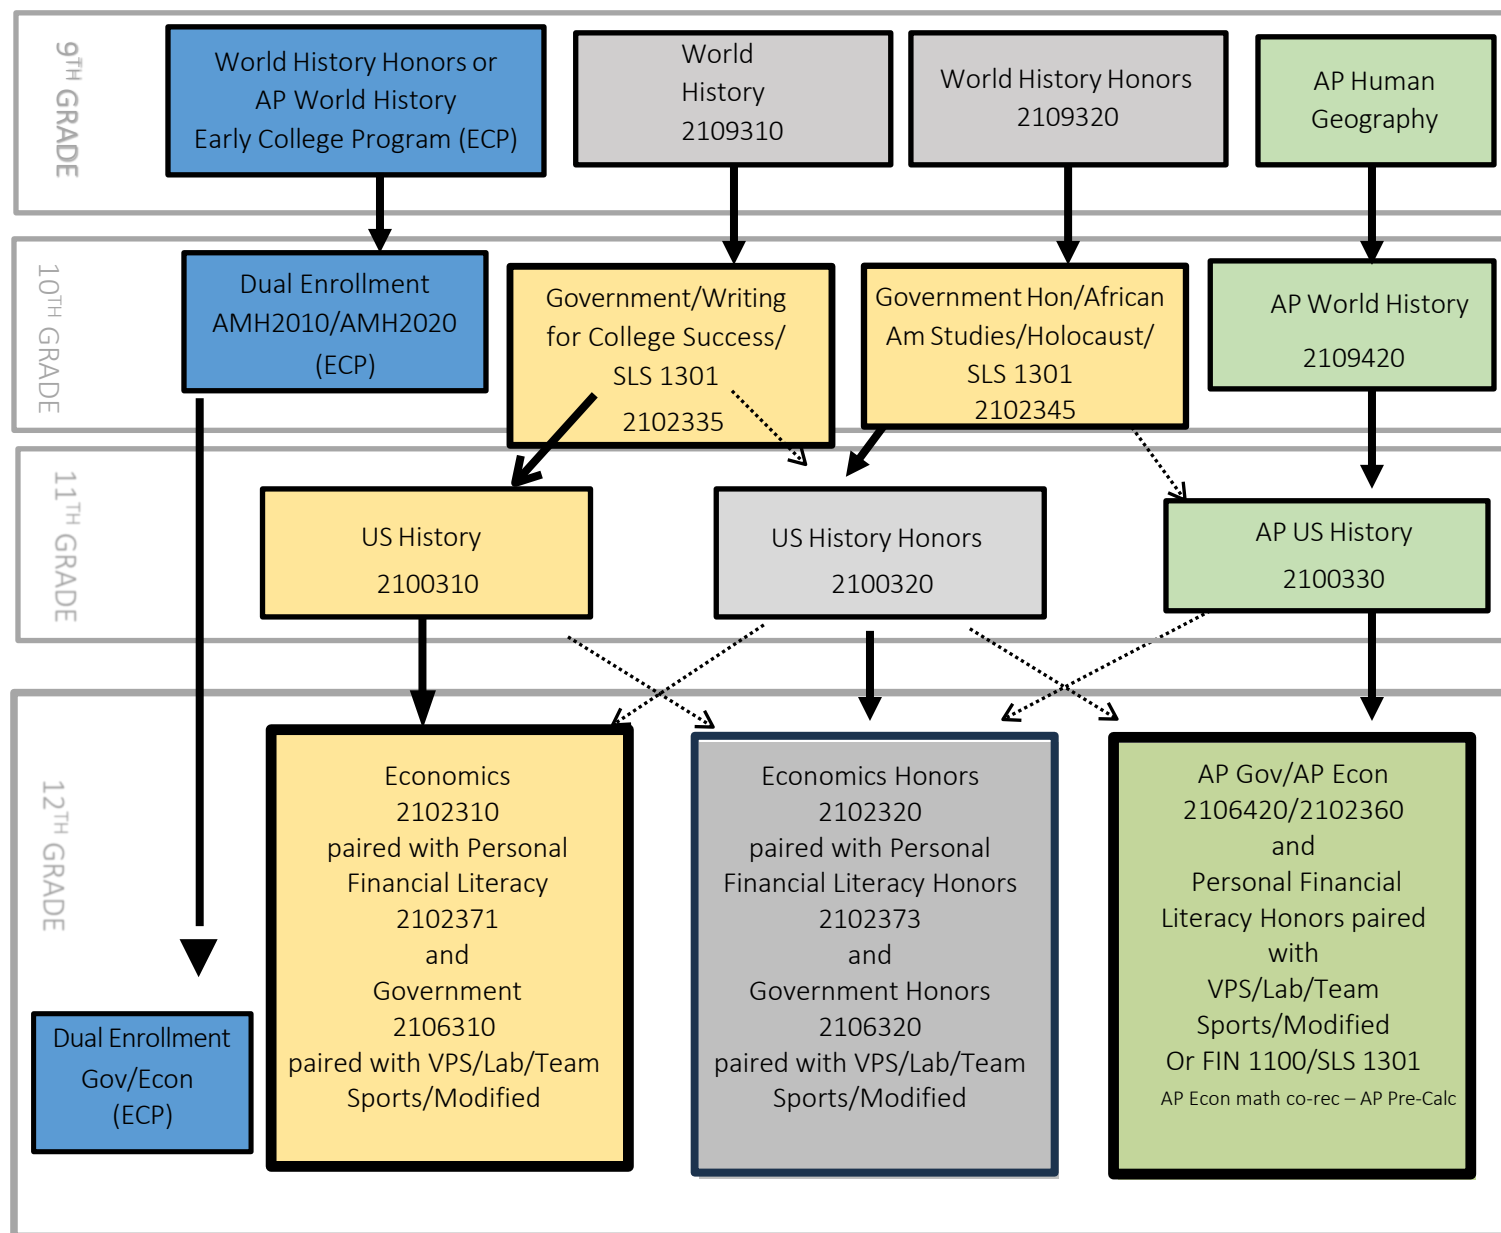 9TH GRADE
World History Honors or
AP World History
Early College Program (ECP)
World
History
2109310
World History Honors
2109320
AP Human
Geography
10TH GRADE
Dual Enrollment
AMH2010/AMH2020
(ECP)
Government/Writing
for College Success/
SLS 1301
2102335
Government Hon/African
Am Studies/Holocaust/
SLS 1301
2102345
AP World History
2109420
11TH GRADE
US History
2100310
US History Honors
2100320
AP US History
2100330
12TH GRADE
Dual Enrollment
Gov/Econ
(ECP)
Economics
2102310
paired with Personal
Financial Literacy
2102371
and
Government
2106310
paired with VPS/Lab/Team
Sports/Modified
Economics Honors
2102320
paired with Personal
Financial Literacy Honors
2102373
and
Government Honors
2106320
paired with VPS/Lab/Team
Sports/Modified
AP Gov/AP Econ
2106420/2102360
and
Personal Financial
Literacy Honors paired
with
VPS/Lab/Team
Sports/Modified
Or FIN 1100/SLS 1301
AP Econ math co-rec – AP Pre-Calc